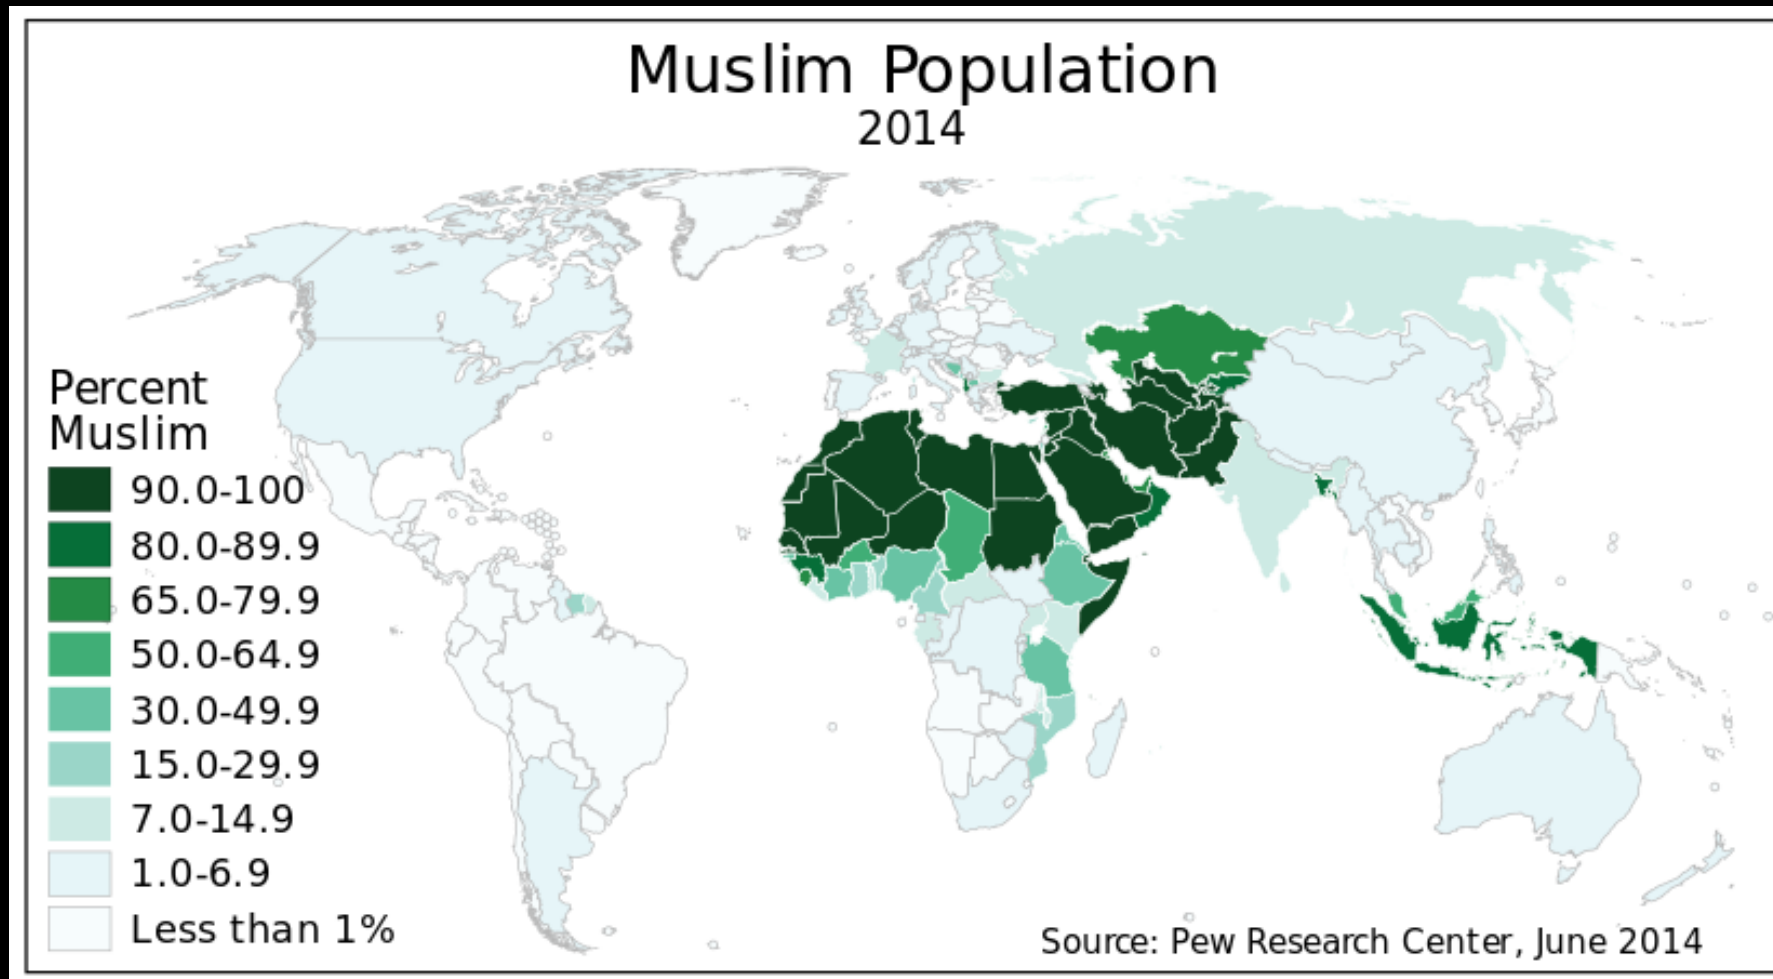 Muslim Population
2014
Percent
Muslim
90.0-100
80.0-89.9
65.0-79.9
50.0-64.9
30.0-49.9
15.0-29.9
7.0-14.9
1.0-6.9
Less than 1%
Source: Pew Research Center, June 2014